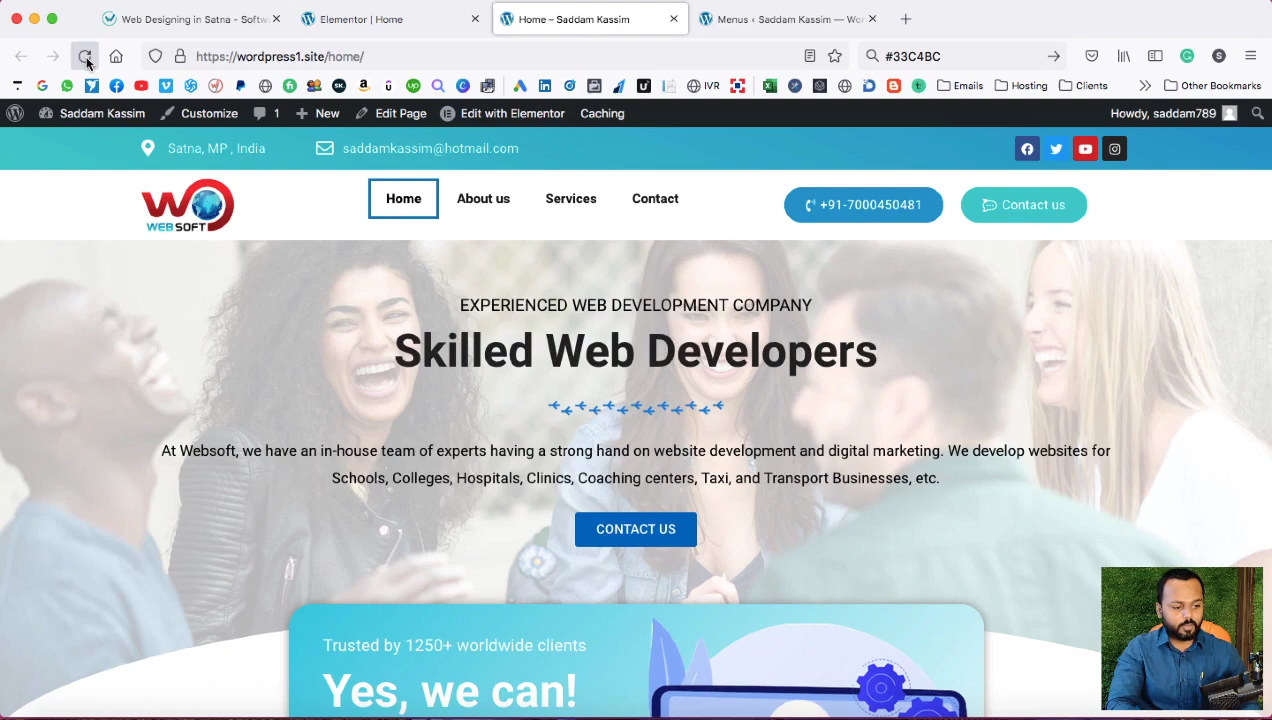 Web Designing in Satna - Softw
Elementor | Home
Home – Saddam Kassim
Menus ‹ Saddam Kassim — Wor
https://wordpress1.site/home/
#33C4BC
IVR
Emails
Hosting
Clients
Other Bookmarks
Saddam Kassim
Customize
1
New
Edit Page
Edit with Elementor
Caching
Howdy, saddam789
Satna, MP , India
saddamkassim@hotmail.com
WO
WEB SOFT
Home
About us
Services
Contact
+91-7000450481
Contact us
EXPERIENCED WEB DEVELOPMENT COMPANY
Skilled Web Developers
At Websoft, we have an in-house team of experts having a strong hand on website development and digital marketing. We develop websites for
Schools, Colleges, Hospitals, Clinics, Coaching centers, Taxi, and Transport Businesses, etc.
CONTACT US
Trusted by 1250+ worldwide clients
Yes, we can!